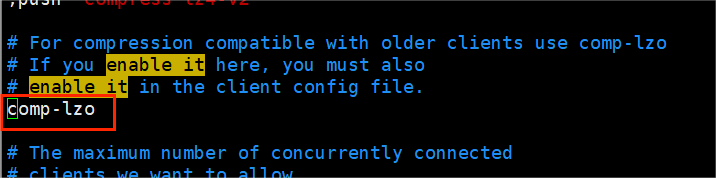 ;push "compress lz4-v2"
# For compression compatible with older clients use comp-lzo
# If you enable it here, you must also
# enable it in the client config file.
comp-lzo
# The maximum number of concurrently connected
# clients we want to allow